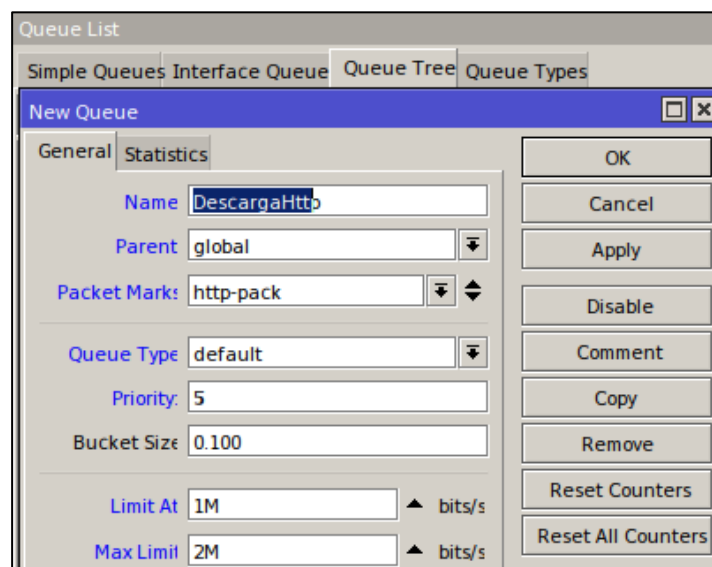 Queue List
Simple Queues Interface Queue Queue Tree Queue Types
New Queue
General Statistics
Name DescargaHttp
Parent global
Packet Marks http-pack
Queue Type default
Priority: 5
Bucket Size 0.100
Limit At 1M bits/s
Max Limit 2M bits/s
OK
Cancel
Apply
Disable
Comment
Copy
Remove
Reset Counters
Reset All Counters